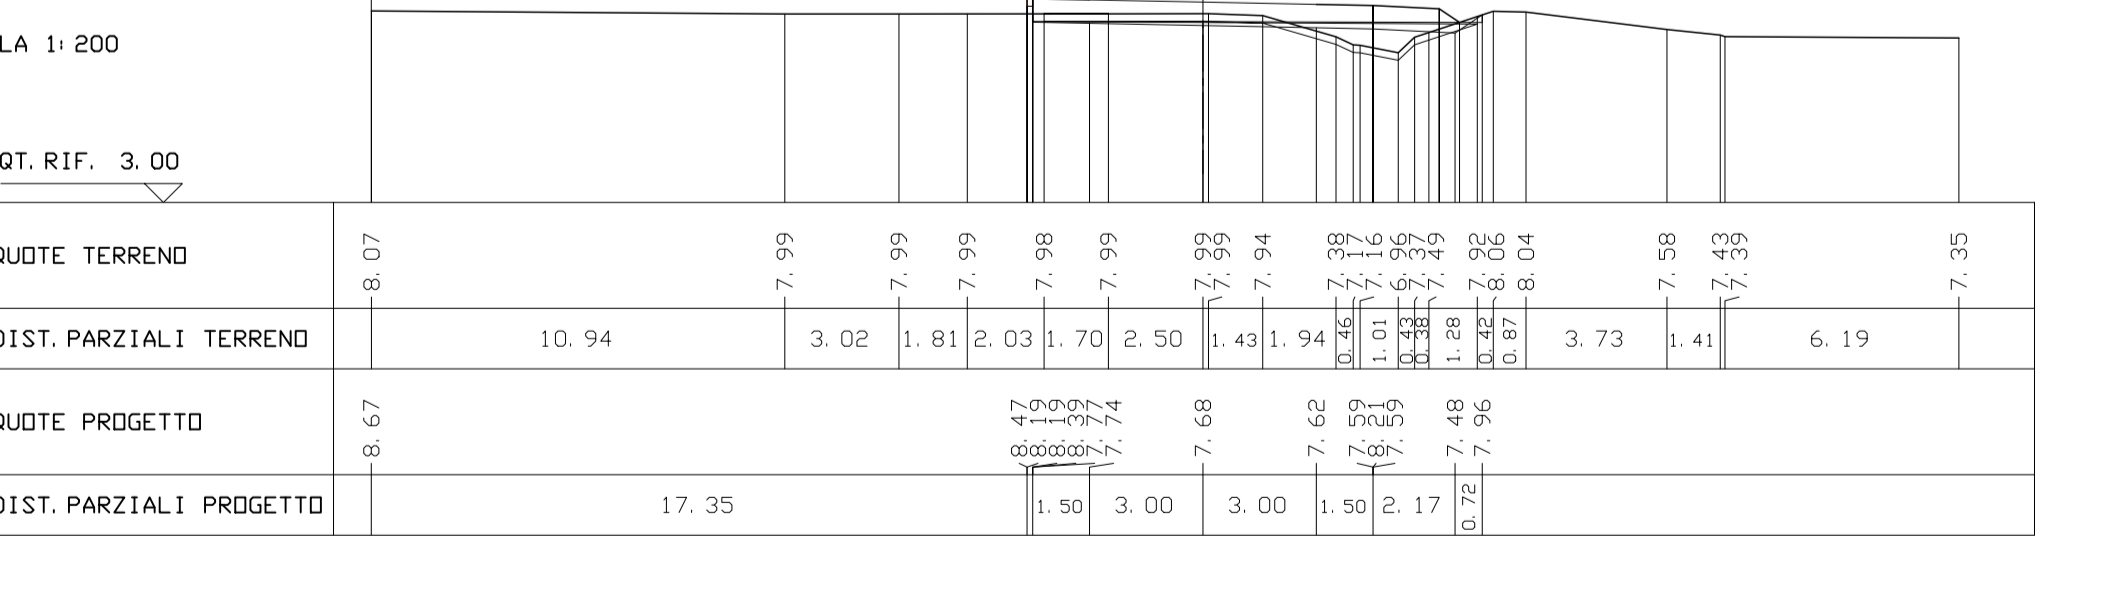 LA 1: 200
QT. RIF. 3. 00
QUOTE TERRENO 8. 07 7. 99 7. 99 7. 99 7. 98 7. 99 7. 99 7. 99 7. 94 7. 38 7. 17 7. 16 6. 96 7. 37 7. 49 7. 92 8. 06 8. 04 7. 58 7. 43 7. 39 7. 35
DIST. PARZIALI TERRENO 10. 94 3. 02 1. 81 2. 03 1. 70 2. 50 1. 43 1. 94 0. 46 1. 01 0. 43 0. 38 1. 28 0. 42 0. 87 3. 73 1. 41 6. 19
QUOTE PROGETTO 8. 67 8. 47 8. 19 8. 19 8. 39 7. 77 7. 74 7. 68 7. 62 7. 59 8. 21 7. 59 7. 48 7. 96
DIST. PARZIALI PROGETTO 17. 35 1. 50 3. 00 3. 00 1. 50 2. 17 0. 72